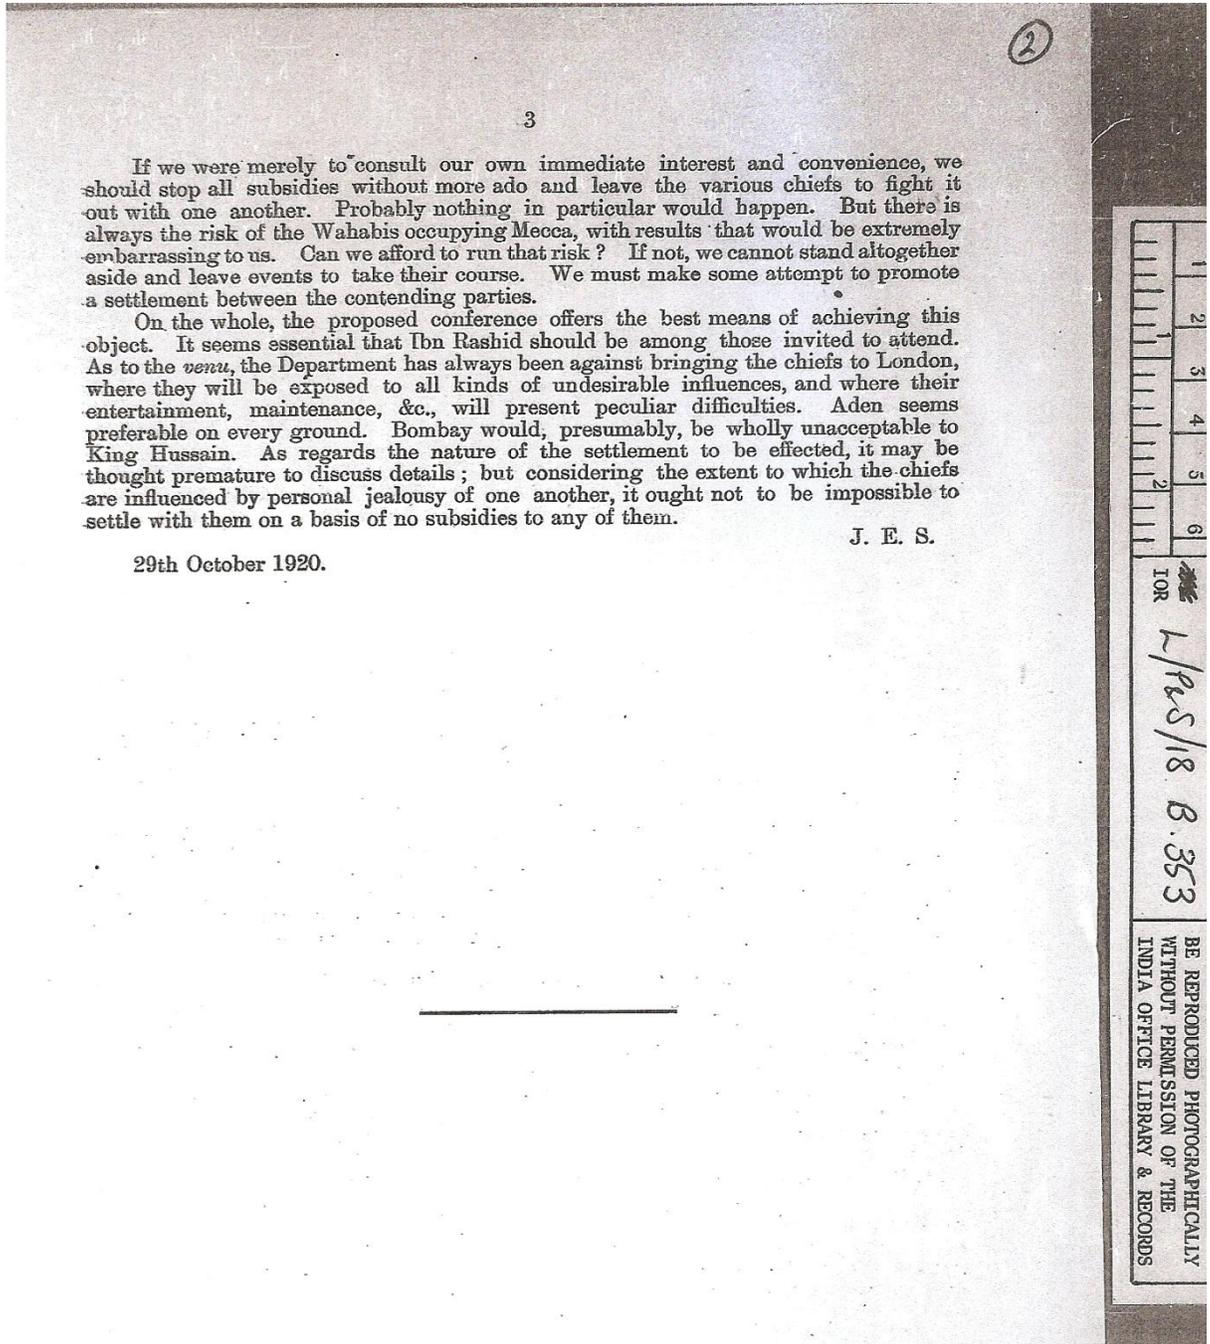 2
3
If we were merely to consult our own immediate interest and convenience, we
should stop all subsidies without more ado and leave the various chiefs to fight it
out with one another. Probably nothing in particular would happen. But there is
always the risk of the Wahabis occupying Mecca, with results that would be extremely
embarrassing to us. Can we afford to run that risk ? If not, we cannot stand altogether
aside and leave events to take their course. We must make some attempt to promote
a settlement between the contending parties.
On the whole, the proposed conference offers the best means of achieving this
object. It seems essential that Ibn Rashid should be among those invited to attend.
As to the venu, the Department has always been against bringing the chiefs to London,
where they will be exposed to all kinds of undesirable influences, and where their
entertainment, maintenance, &c., will present peculiar difficulties. Aden seems
preferable on every ground. Bombay would, presumably, be wholly unacceptable to
King Hussain. As regards the nature of the settlement to be effected, it may be
thought premature to discuss details ; but considering the extent to which the chiefs
are influenced by personal jealousy of one another, it ought not to be impossible to
settle with them on a basis of no subsidies to any of them.
J. E. S.
29th October 1920.
1 2 3 4 5 6
1 2
IOR L/P&S/18 B.353
BE REPRODUCED PHOTOGRAPHICALLY
WITHOUT PERMISSION OF THE
INDIA OFFICE LIBRARY & RECORDS